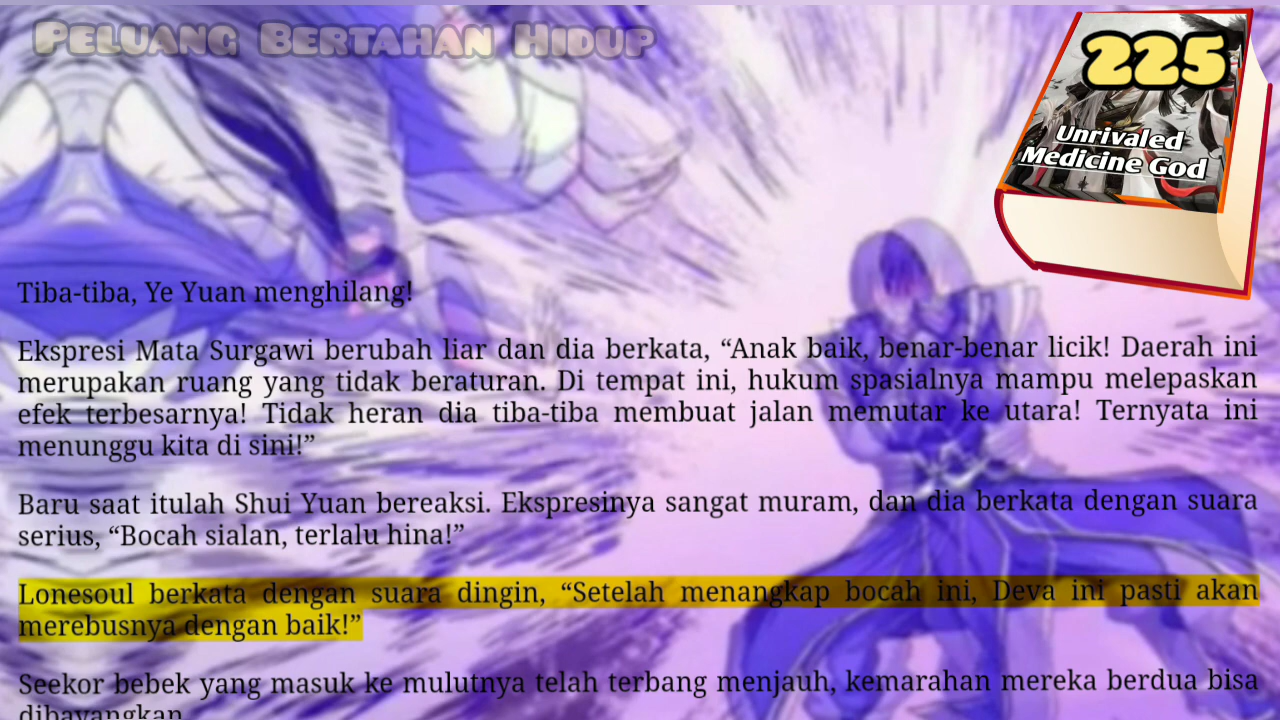 Peluang Bertahan Hidup
225
Unrivaled
Medicine God
Tiba-tiba, Ye Yuan menghilang!
Ekspresi Mata Surgawi berubah liar dan dia berkata, “Anak baik, benar-benar licik! Daerah ini
merupakan ruang yang tidak beraturan. Di tempat ini, hukum spasialnya mampu melepaskan
efek terbesarnya! Tidak heran dia tiba-tiba membuat jalan memutar ke utara! Ternyata ini
menunggu kita di sini!”
Baru saat itulah Shui Yuan bereaksi. Ekspresinya sangat muram, dan dia berkata dengan suara
serius, “Bocah sialan, terlalu hina!”
Lonesoul berkata dengan suara dingin, “Setelah menangkap bocah ini, Deva ini pasti akan
merebusnya dengan baik!”
Seekor bebek yang masuk ke mulutnya telah terbang menjauh, kemarahan mereka berdua bisa
dibayangkan